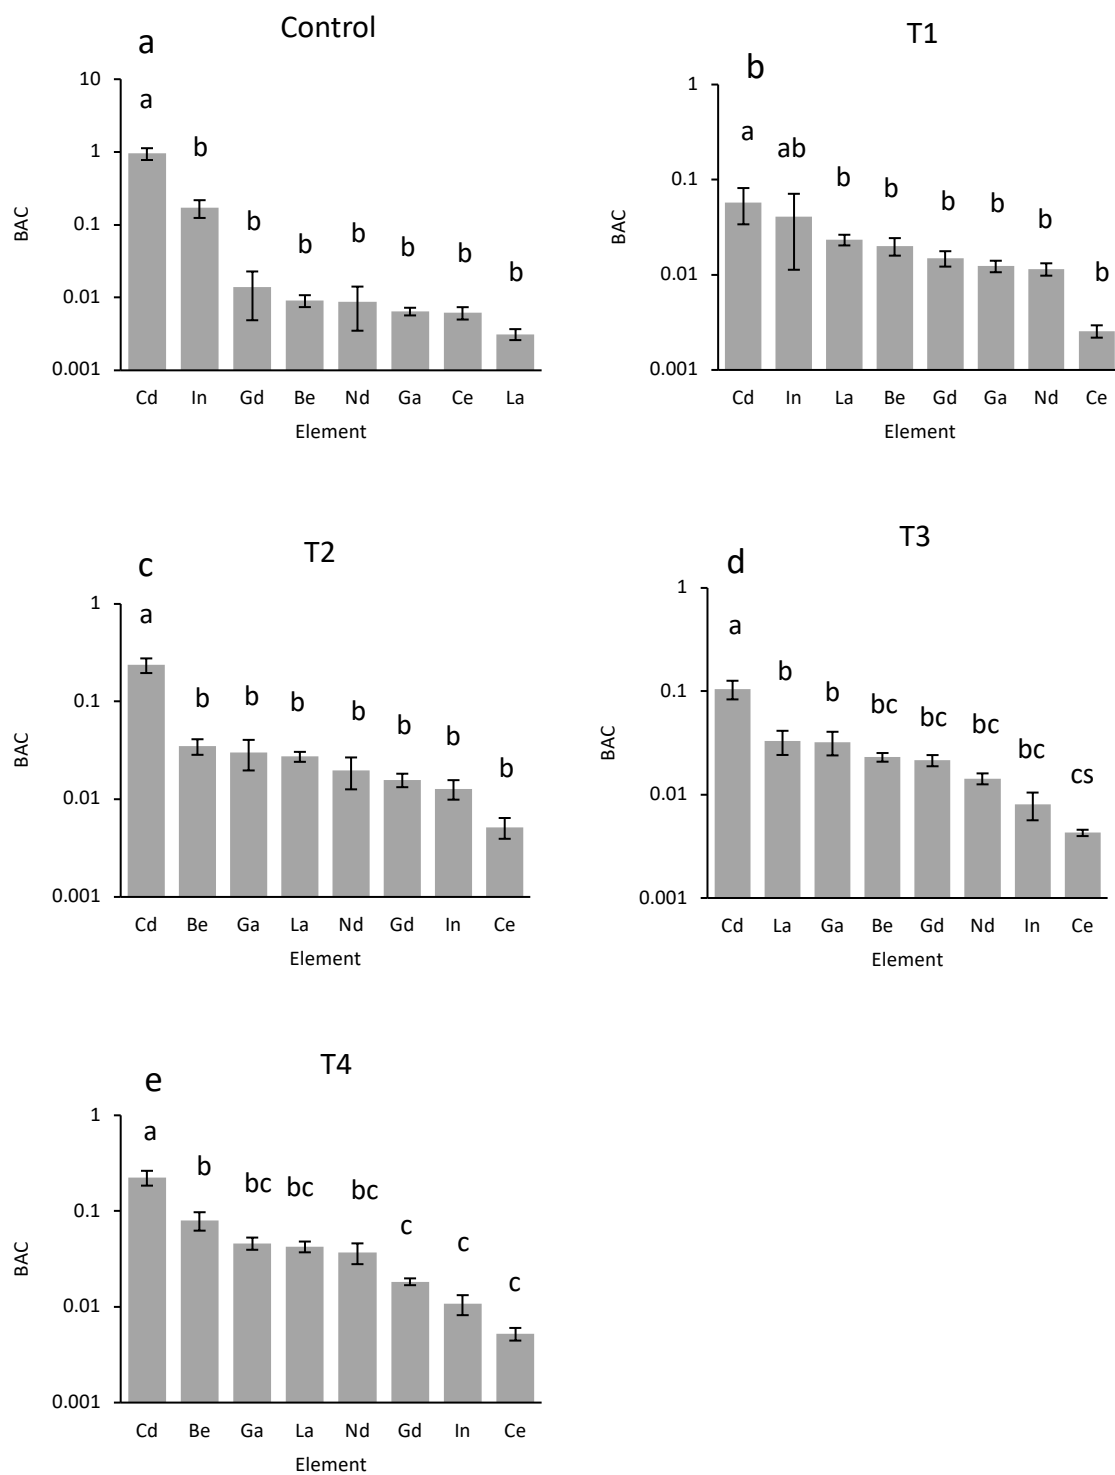 Control
a
10
1
0.1
0.01
0.001
BAC
a
b
b
b
b
b
b
b
Cd In Gd Be Nd Ga Ce La
Element
T1
b
1
0.1
0.01
0.001
BAC
a
ab
b
b
b
b
b
b
Cd In La Be Gd Ga Nd Ce
Element
T2
c
1
0.1
0.01
0.001
BAC
a
b
b
b
b
b
b
b
Cd Be Ga La Nd Gd In Ce
Element
T3
d
1
0.1
0.01
0.001
BAC
a
b
b
bc
bc
bc
bc
cs
Cd La Ga Be Gd Nd In Ce
Element
T4
e
1
0.1
0.01
0.001
BAC
a
b
bc
bc
bc
c
c
c
Cd Be Ga La Nd Gd In Ce
Element